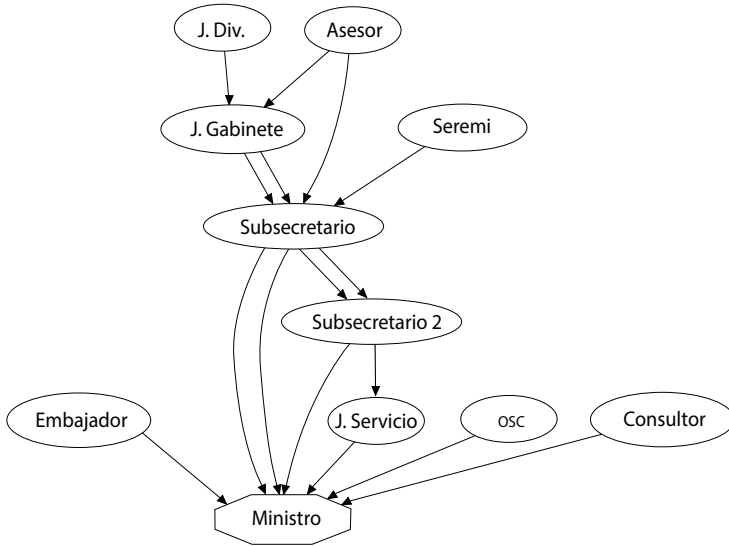 J. Div.
Asesor
J. Gabinete
Seremi
Subsecretario
Subsecretario 2
Embajador
J. Servicio
OSC
Consultor
Ministro